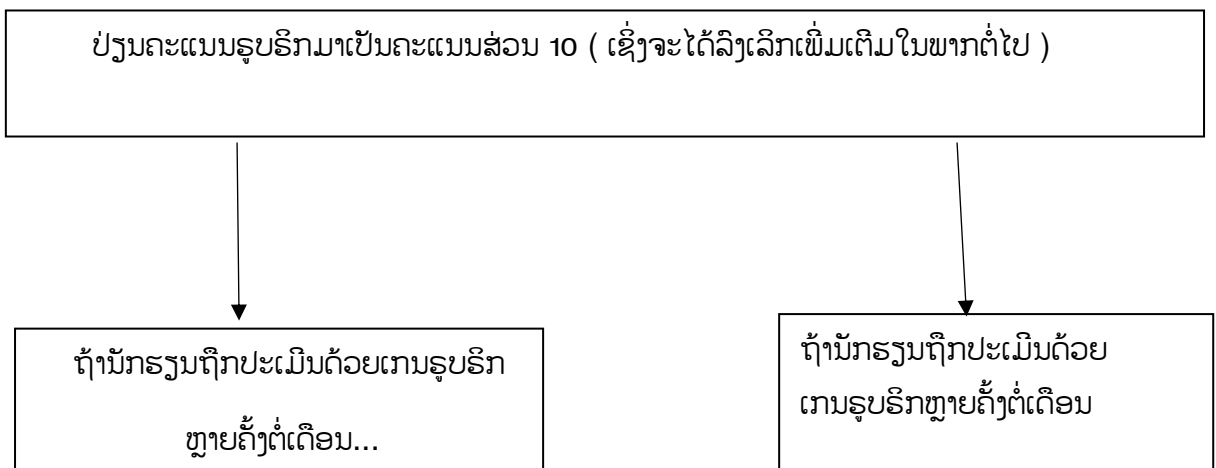 ປ່ຽນຄະແນນຣູບຣິກມາເປັນຄະແນນສ່ວນ 10 ( ເຊິ່ງຈະໄດ້ລົງເລິກເພີ່ມເຕີມໃນພາກຕໍ່ໄປ )
ຖ້ານັກຮຽນຖືກປະເມີນດ້ວຍເກນຣູບຣິກ
ຫຼາຍຄັ້ງຕໍ່ເດືອນ...
ຖ້ານັກຮຽນຖືກປະເມີນດ້ວຍ
ເກນຣູບຣິກຫຼາຍຄັ້ງຕໍ່ເດືອນ